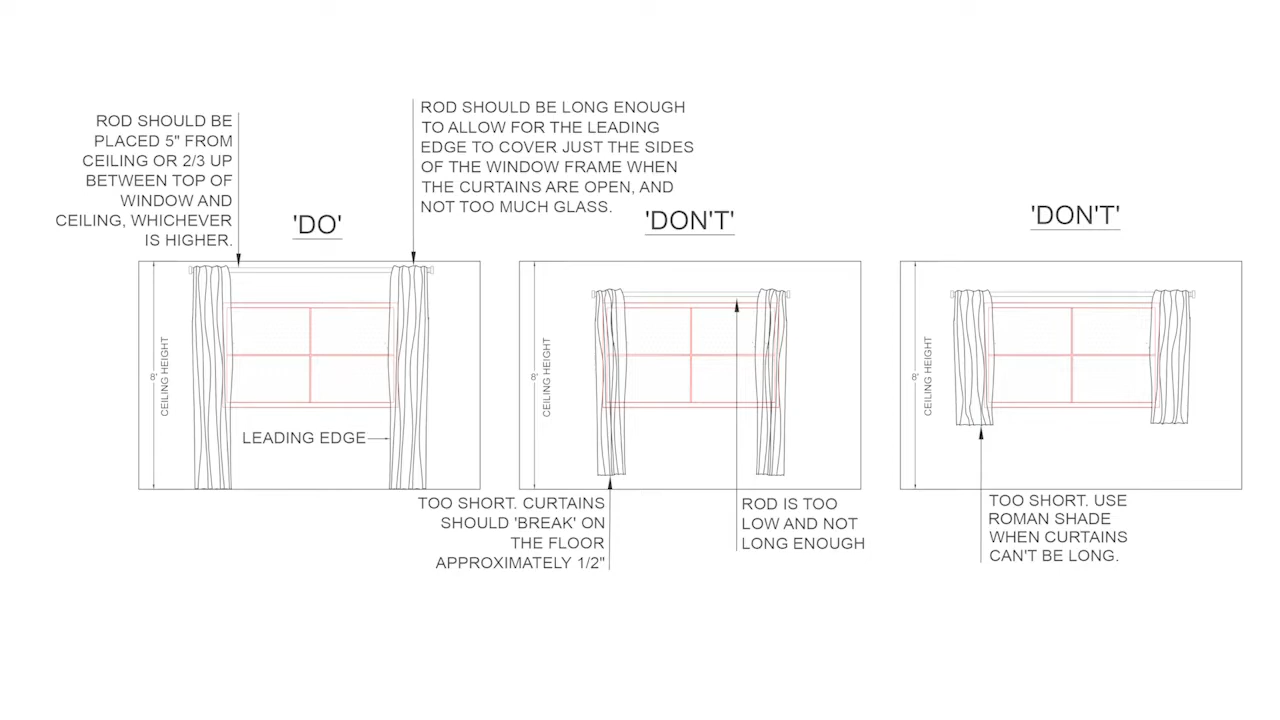 ROD SHOULD BE
PLACED 5" FROM
CEILING OR 2/3 UP
BETWEEN TOP OF
WINDOW AND
CEILING, WHICHEVER
IS HIGHER.
ROD SHOULD BE LONG ENOUGH
TO ALLOW FOR THE LEADING
EDGE TO COVER JUST THE SIDES
OF THE WINDOW FRAME WHEN
THE CURTAINS ARE OPEN, AND
NOT TOO MUCH GLASS.
'DO'
8'
CEILING HEIGHT
LEADING EDGE
'DON'T'
8'
CEILING HEIGHT
TOO SHORT. CURTAINS
SHOULD 'BREAK' ON
THE FLOOR
APPROXIMATELY 1/2"
ROD IS TOO
LOW AND NOT
LONG ENOUGH
'DON'T'
8'
CEILING HEIGHT
TOO SHORT. USE
ROMAN SHADE
WHEN CURTAINS
CAN'T BE LONG.